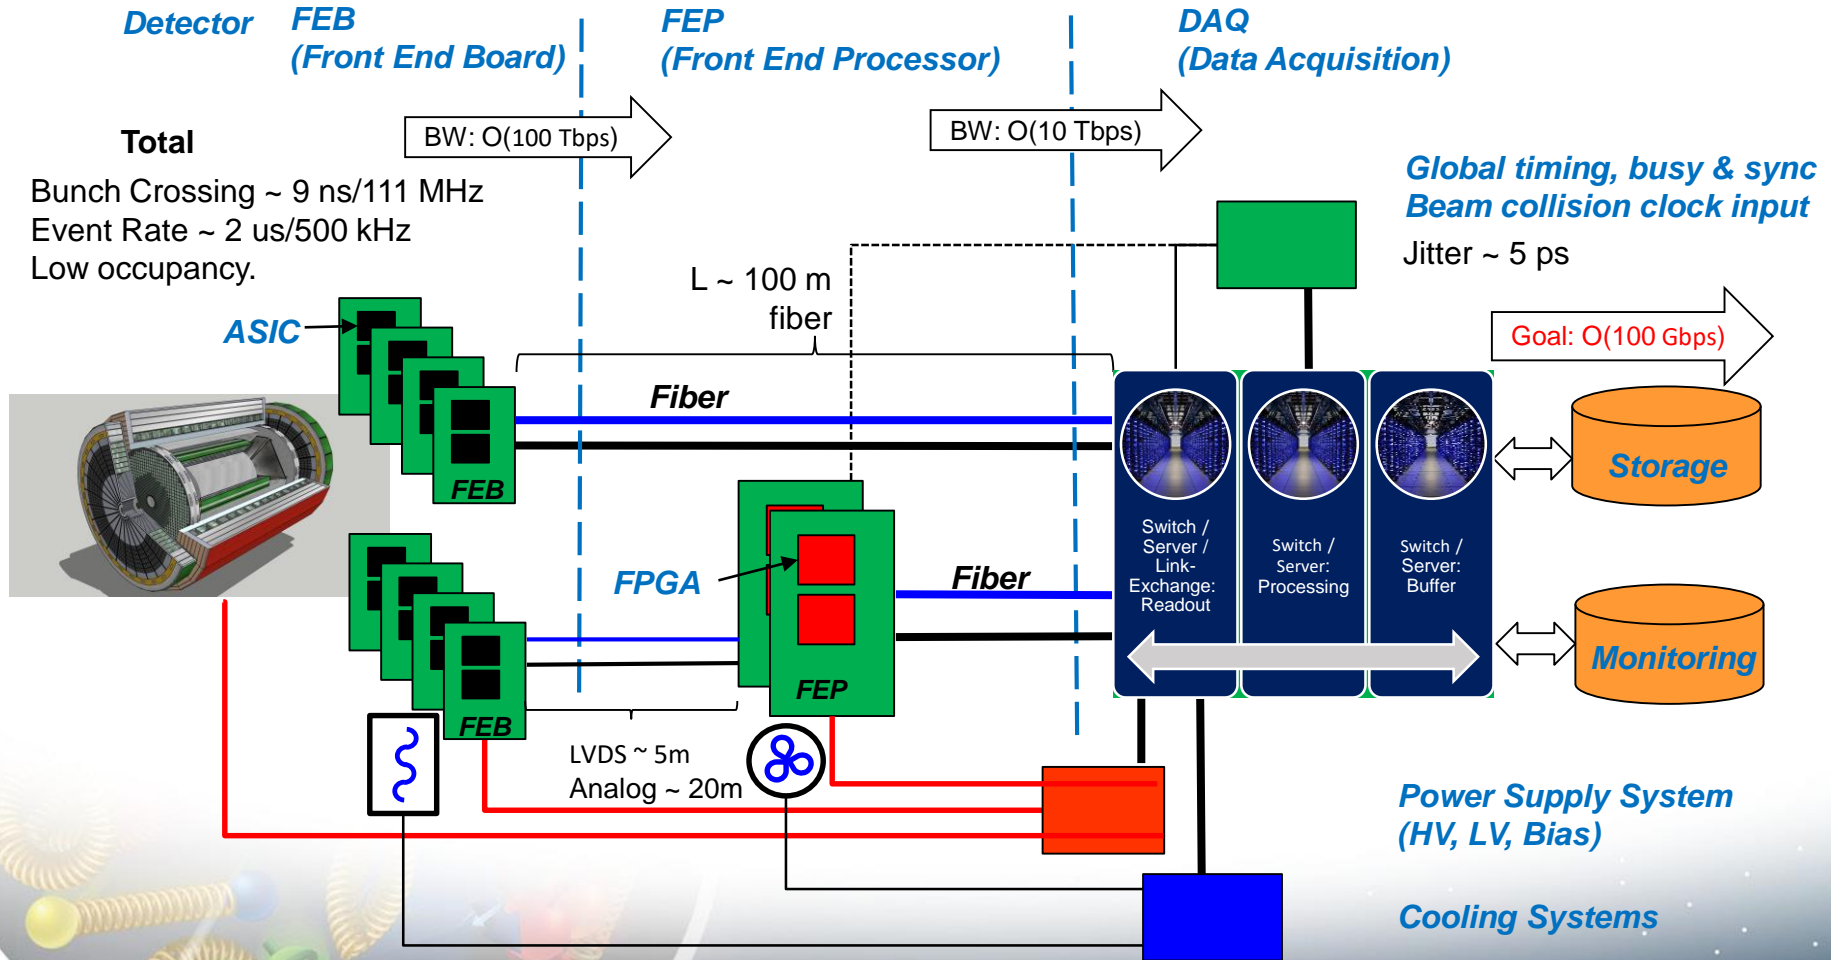 Detector
FEB
(Front End Board)
FEP
(Front End Processor)
DAQ
(Data Acquisition)
BW: O(100 Tbps)
BW: O(10 Tbps)
Total
Bunch Crossing ~ 9 ns/111 MHz
Event Rate ~ 2 us/500 kHz
Low occupancy.
Global timing, busy & sync
Beam collision clock input
Jitter ~ 5 ps
L ~ 100 m
fiber
ASIC
Goal: O(100 Gbps)
Fiber
FEB
Storage
Switch /
Server /
Link-
Exchange:
Readout
Switch /
Server:
Processing
Switch /
Server:
Buffer
FPGA
Fiber
FEP
Monitoring
FEB
LVDS ~ 5m
Analog ~ 20m
Power Supply System
(HV, LV, Bias)
Cooling Systems